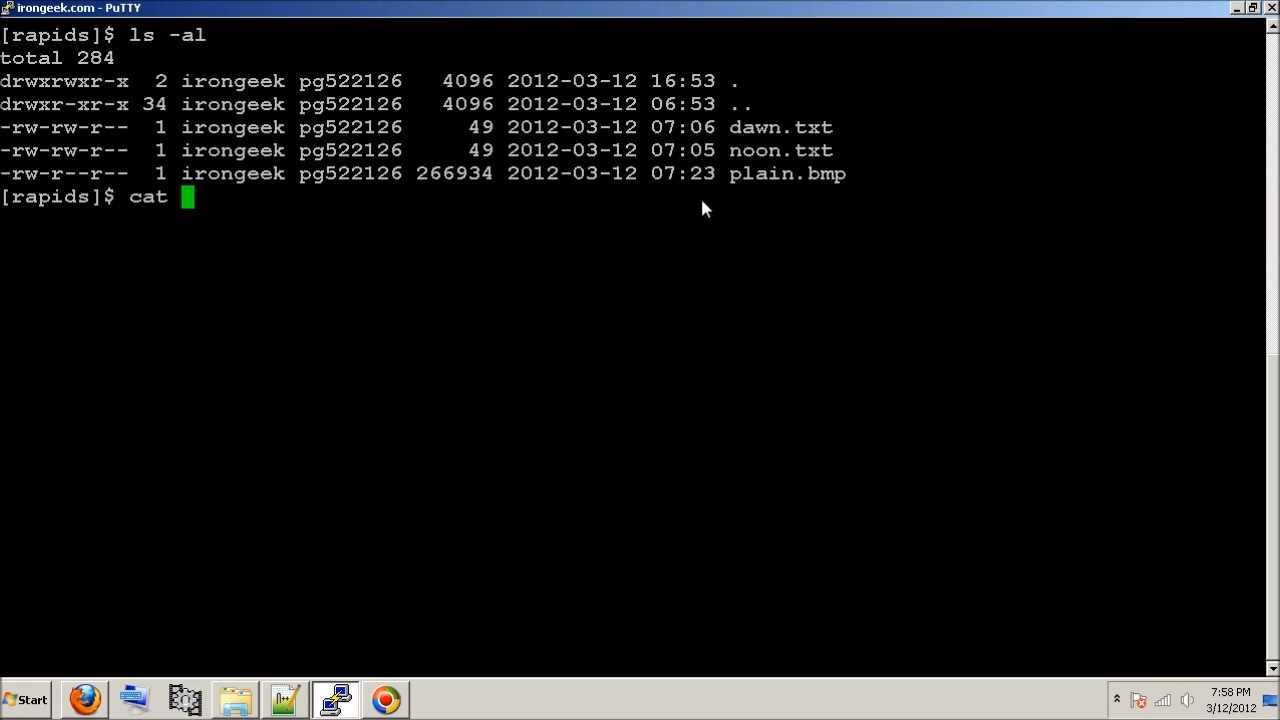 irongeek.com - PuTTY
[rapids]$ ls -al
total 284
drwxrwxr-x  2 irongeek pg522126   4096 2012-03-12 16:53 .
drwxr-xr-x 34 irongeek pg522126   4096 2012-03-12 06:53 ..
-rw-rw-r--  1 irongeek pg522126     49 2012-03-12 07:06 dawn.txt
-rw-rw-r--  1 irongeek pg522126     49 2012-03-12 07:05 noon.txt
-rw-r--r--  1 irongeek pg522126 266934 2012-03-12 07:23 plain.bmp
[rapids]$ cat
Start
7:58 PM
3/12/2012